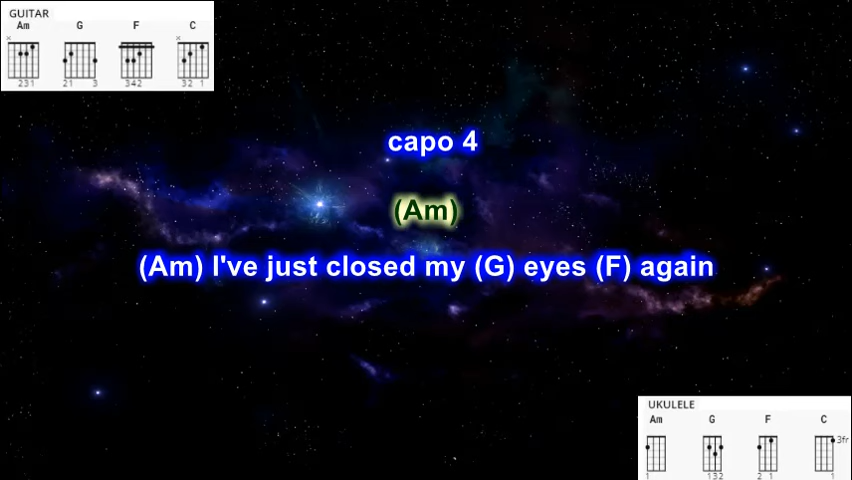 GUITAR
Am G F C
x x
231 21 3 342 32 1
capo 4
(Am)
(Am) I've just closed my (G) eyes (F) again
UKULELE
Am G F C
3fr
1 132 2 1 1